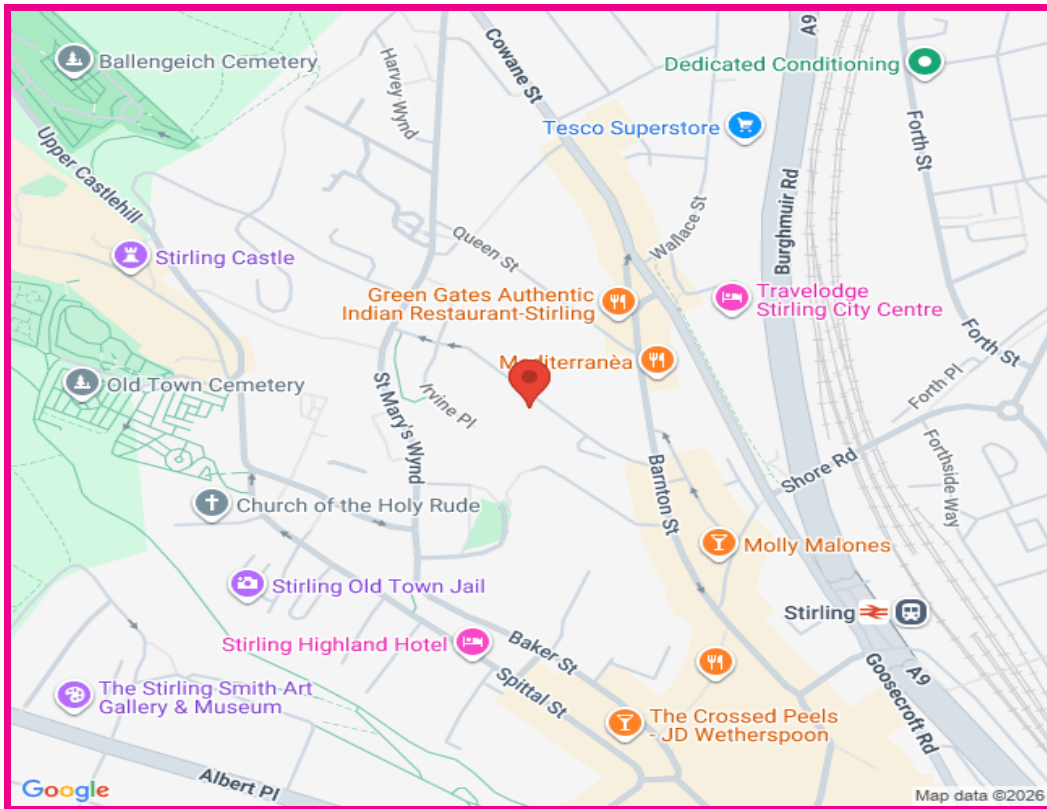 A9
Ballengeich Cemetery
Harvey Wynd
Cowane St
Dedicated Conditioning
Tesco Superstore
Forth St
Upper Castlehill
Burghmuir Rd
Wallace St
Queen St
Stirling Castle
Green Gates Authentic
Indian Restaurant-Stirling
Travelodge
Stirling City Centre
Forth St
Mediterranèa
Old Town Cemetery
Forth Pl
St Mary's Wynd
Irvine Pl
Barnton St
Shore Rd
Forthside Way
Church of the Holy Rude
Molly Malones
Stirling Old Town Jail
Stirling
Stirling Highland Hotel
Baker St
Spittal St
Goosecroft Rd
A9
The Stirling Smith Art
Gallery & Museum
The Crossed Peels
- JD Wetherspoon
Albert Pl
Google
Map data ©2026